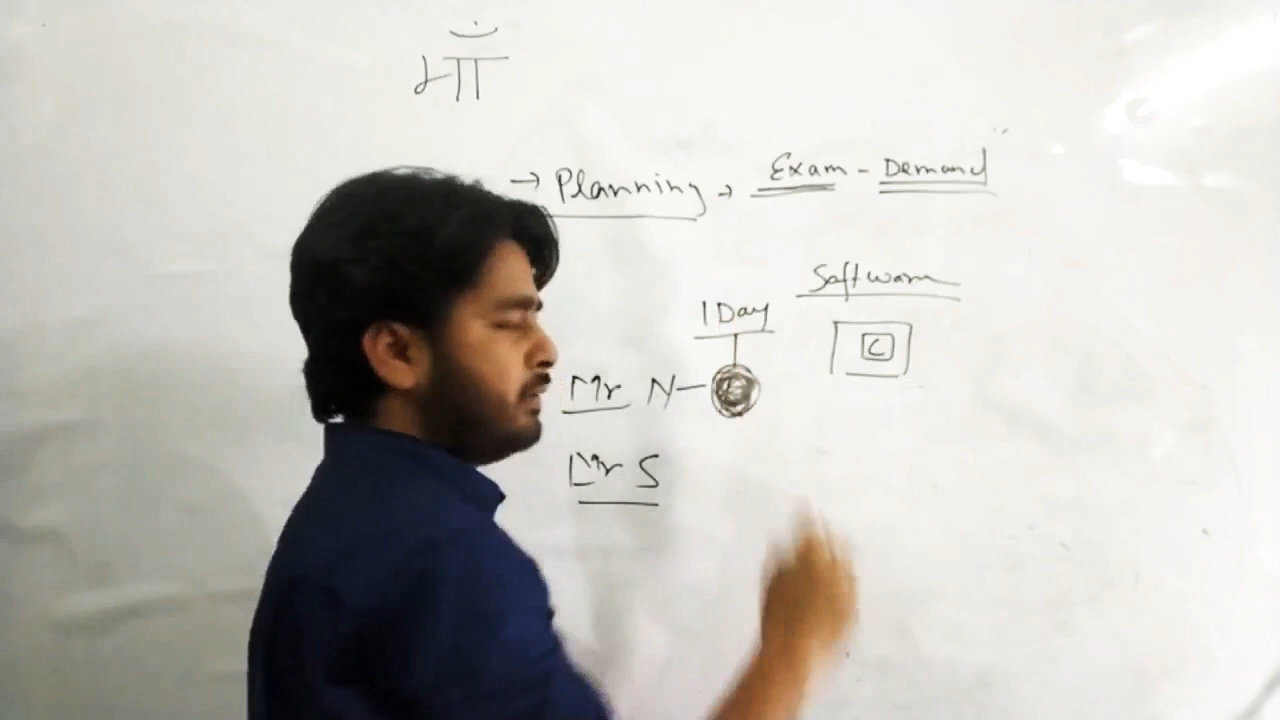 माँ
→ Planning → Exam - Demand
Software
1 Day
C
Mr N -
Mr S